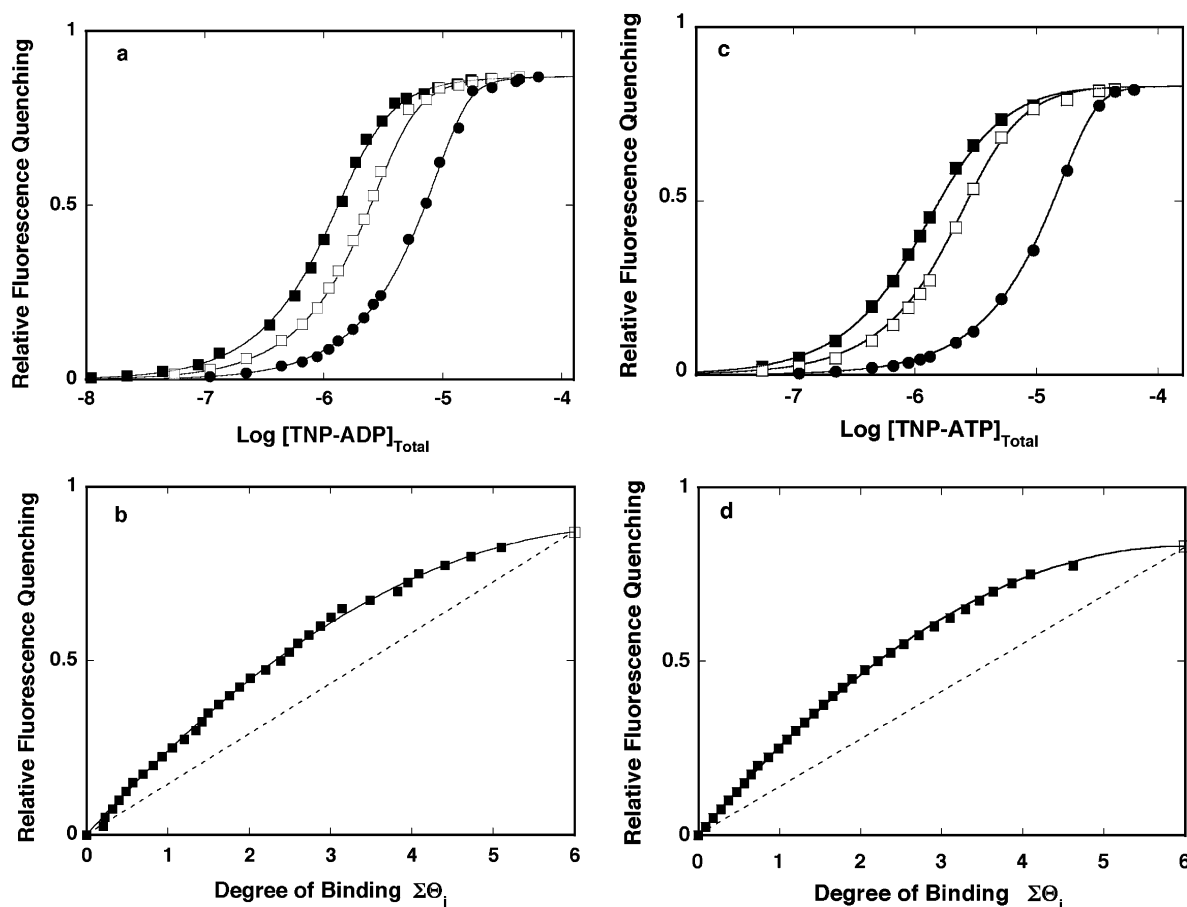 a
1
0.5
0
Relative Fluorescence Quenching
-8
-7
-6
-5
-4
Log [TNP-ADP]Total
c
1
0.5
0
Relative Fluorescence Quenching
-7
-6
-5
-4
Log [TNP-ATP]Total
b
1
0.5
0
Relative Fluorescence Quenching
0
1
2
3
4
5
6
Degree of Binding ΣΘi
d
1
0.5
0
Relative Fluorescence Quenching
0
1
2
3
4
5
6
Degree of Binding ΣΘi